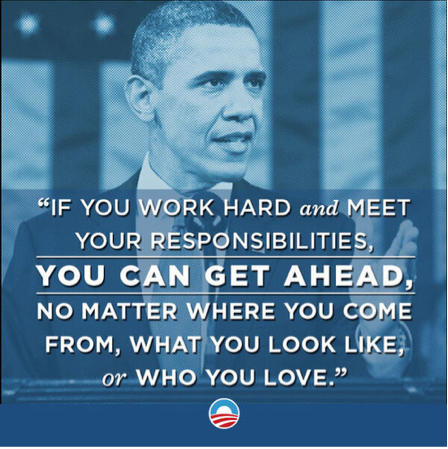 “IF YOU WORK HARD and MEET
YOUR RESPONSIBILITIES,
YOU CAN GET AHEAD,
NO MATTER WHERE YOU COME
FROM, WHAT YOU LOOK LIKE,
or WHO YOU LOVE.”